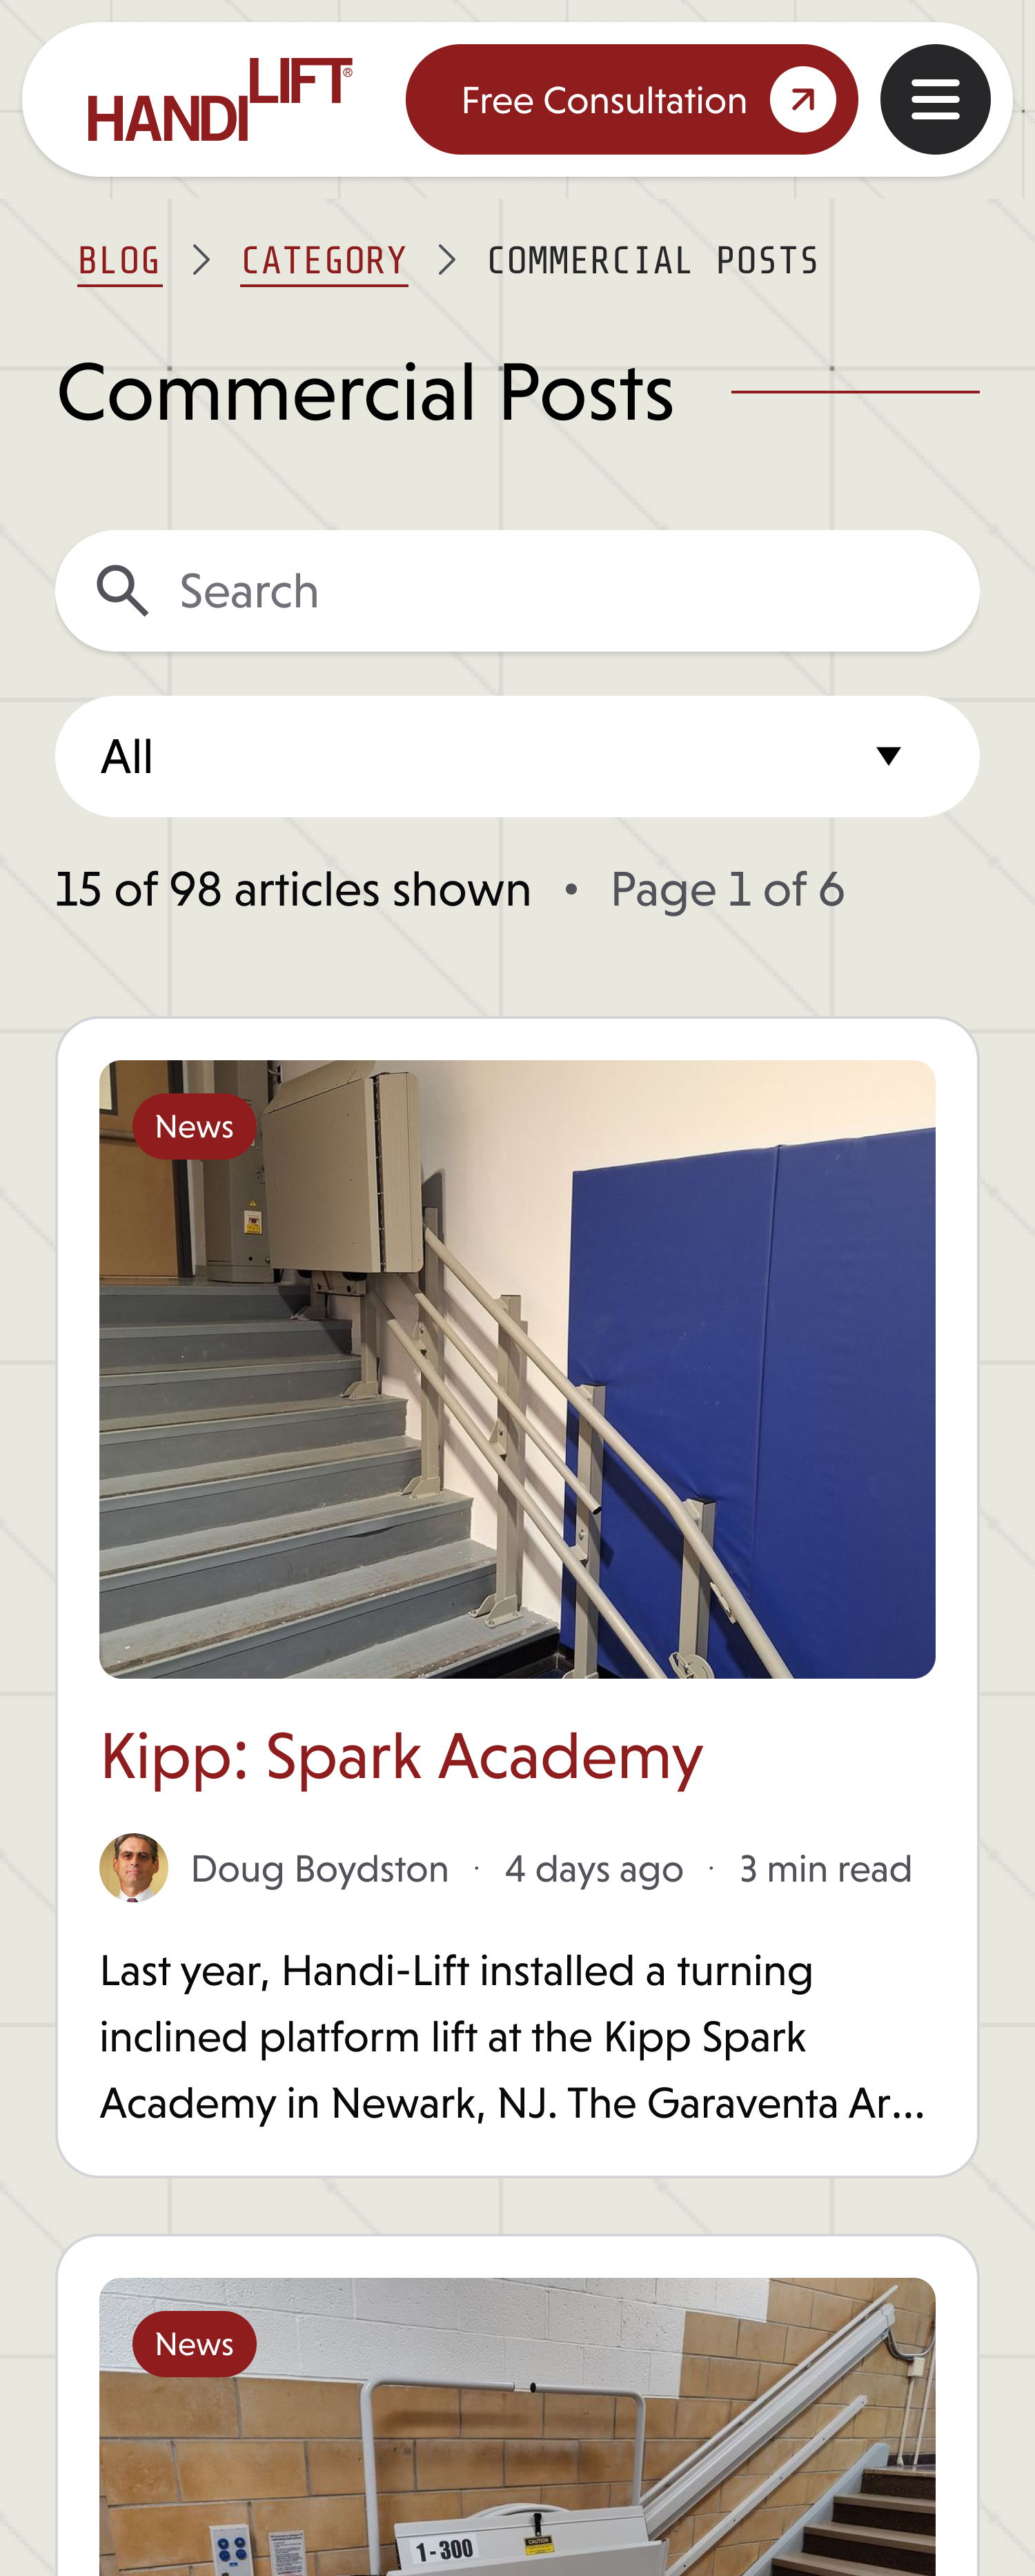 HANDILIFT®
Free Consultation
BLOG > CATEGORY > COMMERCIAL POSTS
Commercial Posts
Search
All
15 of 98 articles shown • Page 1 of 6
News
Kipp: Spark Academy
Doug Boydston · 4 days ago · 3 min read
Last year, Handi-Lift installed a turning
inclined platform lift at the Kipp Spark
Academy in Newark, NJ. The Garaventa Ar...
News
1-300
CAUTION